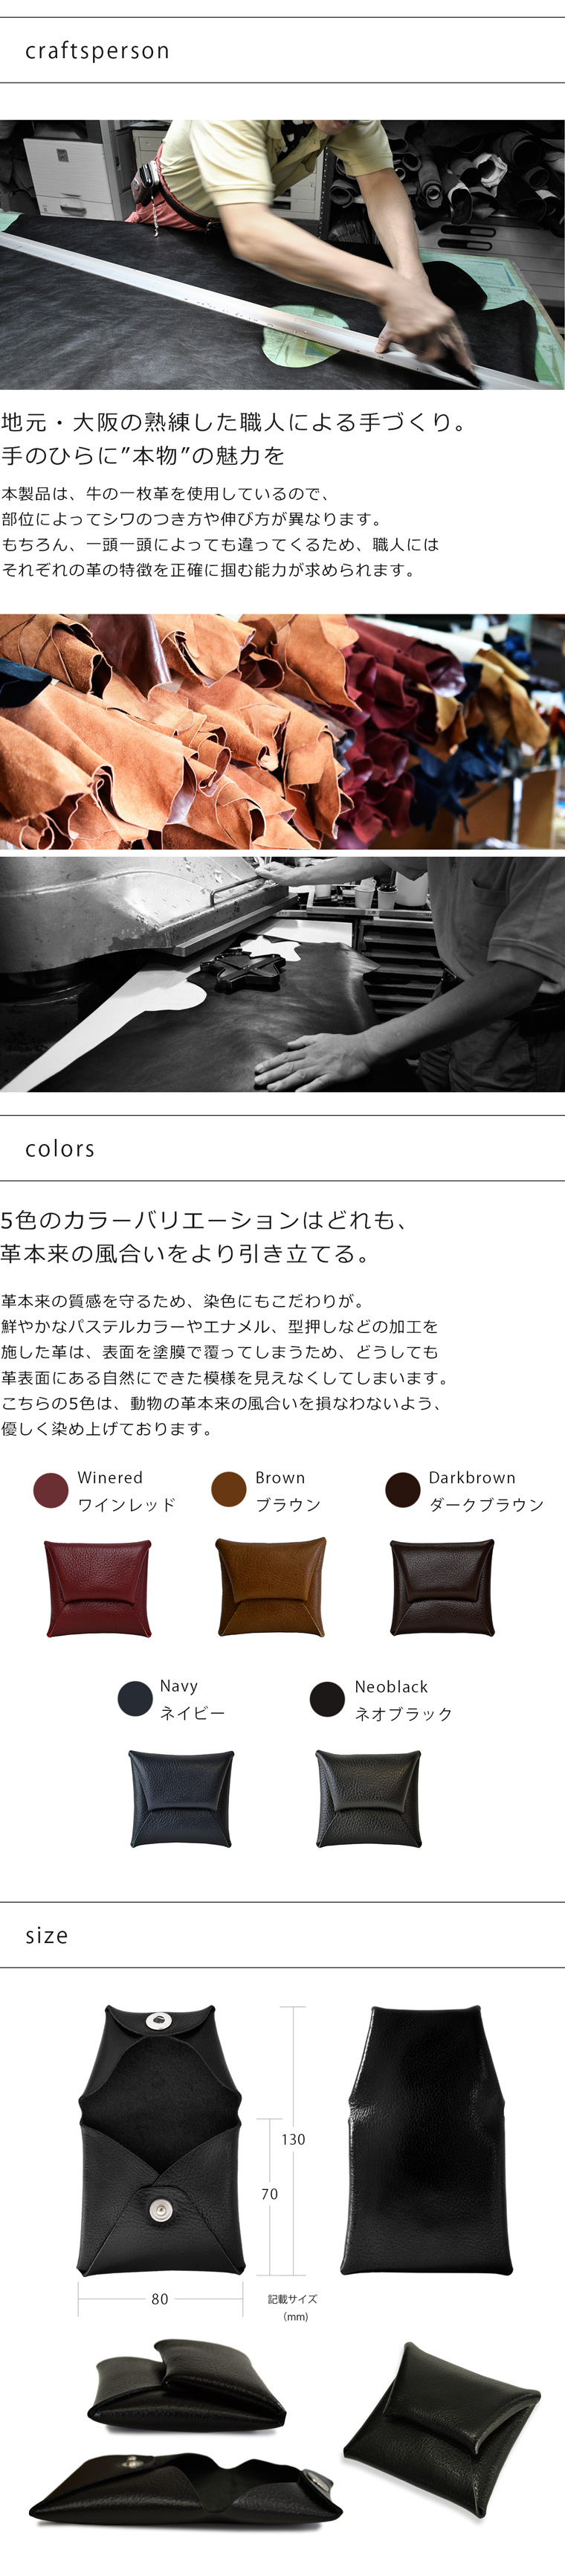 craftsperson
地元・大阪の熟練した職人による手づくり。
手のひらに”本物”の魅力を
本製品は、牛の一枚革を使用しているので、
部位によってシワのつき方や伸び方が異なります。
もちろん、一頭一頭によっても違ってくるため、職人には
それぞれの革の特徴を正確に掴む能力が求められます。
colors
5色のカラーバリエーションはどれも、
革本来の風合いをより引き立てる。
革本来の質感を守るため、染色にもこだわりが。
鮮やかなパステルカラーやエナメル、型押しなどの加工を
施した革は、表面を塗膜で覆ってしまうため、どうしても
革表面にある自然にできた模様を見えなくしてしまいます。
こちらの5色は、動物の革本来の風合いを損なわないよう、
優しく染め上げております。
Winered
ワインレッド
Brown
ブラウン
Darkbrown
ダークブラウン
Navy
ネイビー
Neoblack
ネオブラック
size
130
70
80
記載サイズ
（mm）